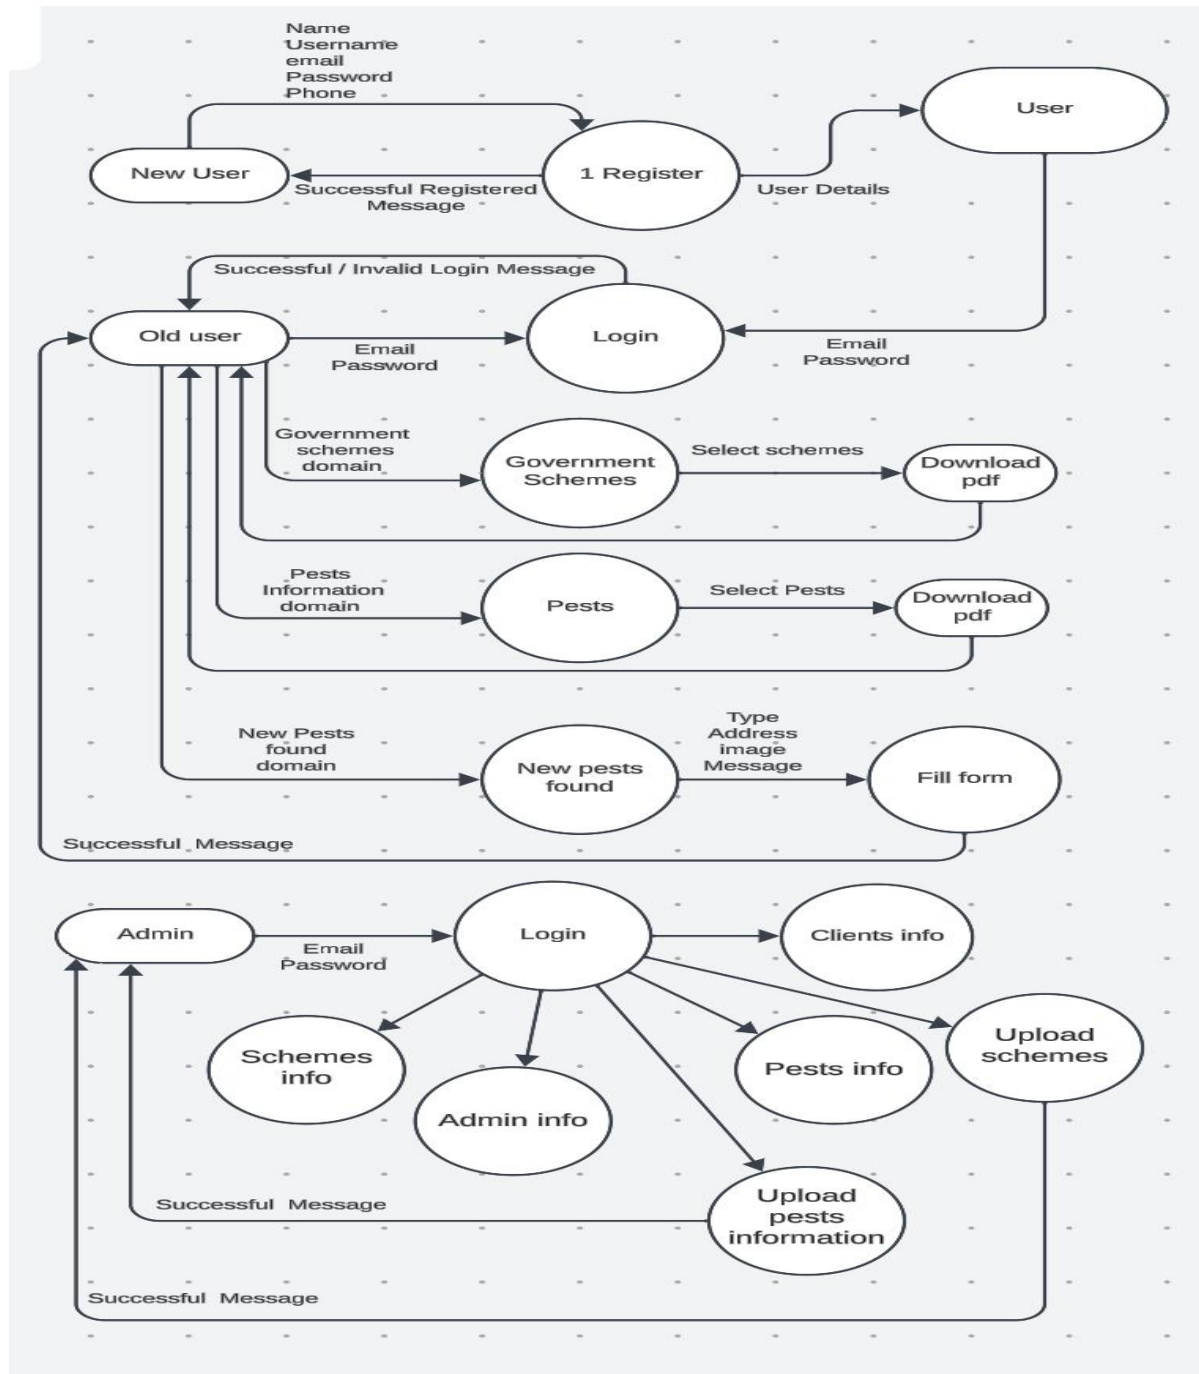 Name
Username
email
Password
Phone
User
New User
1 Register
Successful Registered
Message
User Details
Successful / Invalid Login Message
Old user
Login
Email
Password
Email
Password
Government
schemes
domain
Government
Schemes
Select schemes
Download
pdf
Pests
Information
domain
Pests
Select Pests
Download
pdf
New Pests
found
domain
New pests
found
Type
Address
image
Message
Fill form
Successful Message
Admin
Email
Password
Login
Clients info
Schemes
info
Admin info
Pests info
Upload
schemes
Upload
pests
information
Successful Message
Successful Message